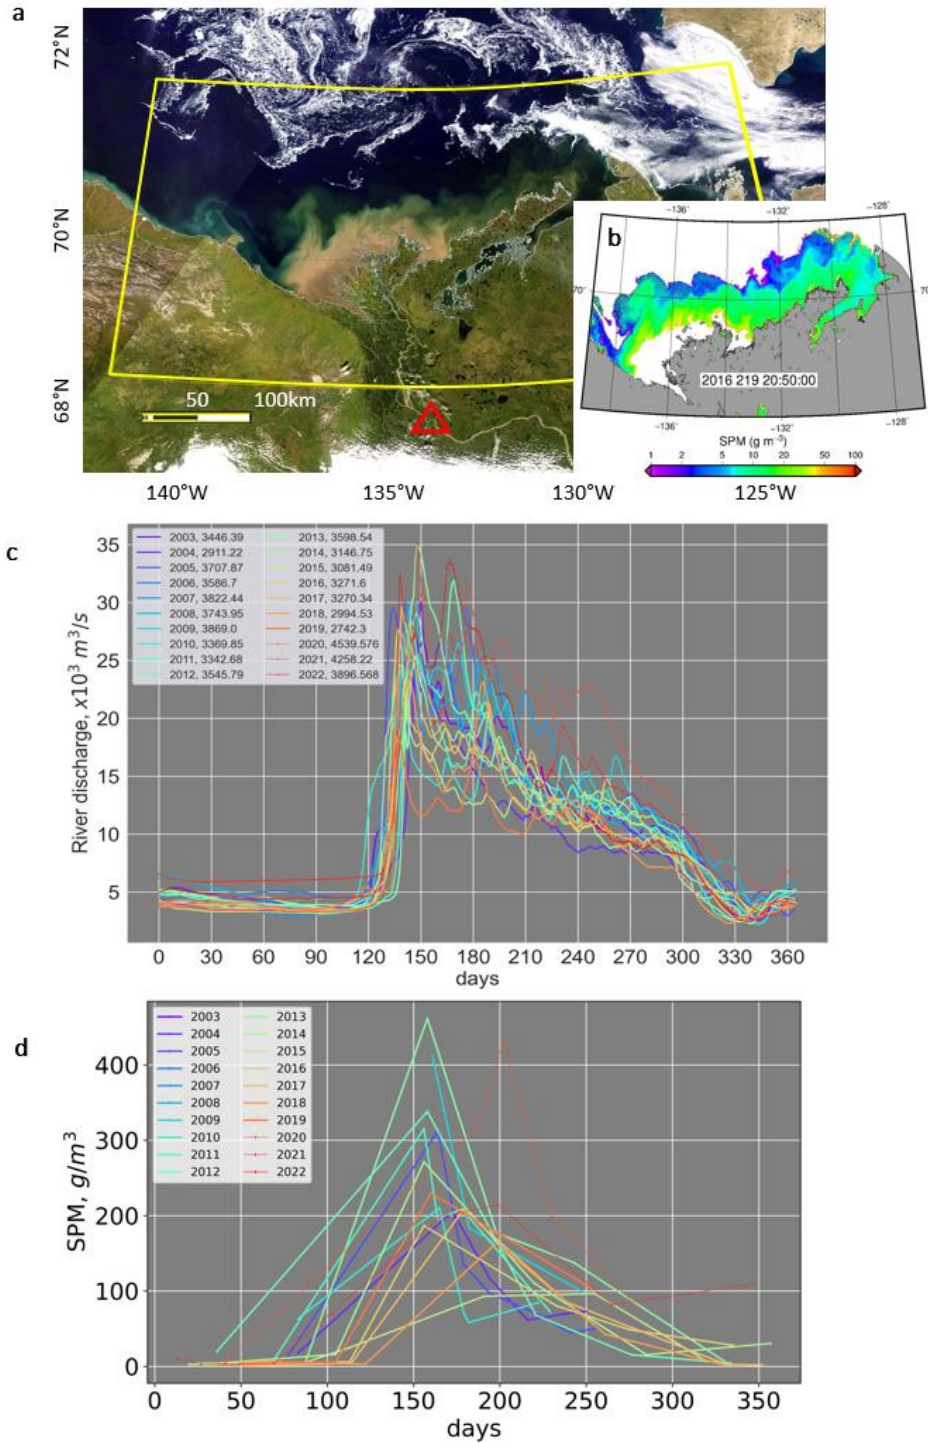 a
72°N
70°N
68°N
50 100km
140°W 135°W 130°W 125°W
b
-136° -132° -128°
70° 70
2016 219 20:50:00
-136° -132° -128°
SPM (g m⁻³)
1 2 5 10 20 50 100
c
River discharge, x10³ m³/s
35
30
25
20
15
10
5
2003, 3446.39
2004, 2911.22
2005, 3707.87
2006, 3586.7
2007, 3822.44
2008, 3743.95
2009, 3869.0
2010, 3369.85
2011, 3342.68
2012, 3545.79
2013, 3598.54
2014, 3146.75
2015, 3081.49
2016, 3271.6
2017, 3270.34
2018, 2994.53
2019, 2742.3
2020, 4539.576
2021, 4258.22
2022, 3896.568
0 30 60 90 120 150 180 210 240 270 300 330 360
days
d
SPM, g/m³
400
300
200
100
0
2003
2004
2005
2006
2007
2008
2009
2010
2011
2012
2013
2014
2015
2016
2017
2018
2019
2020
2021
2022
0 50 100 150 200 250 300 350
days